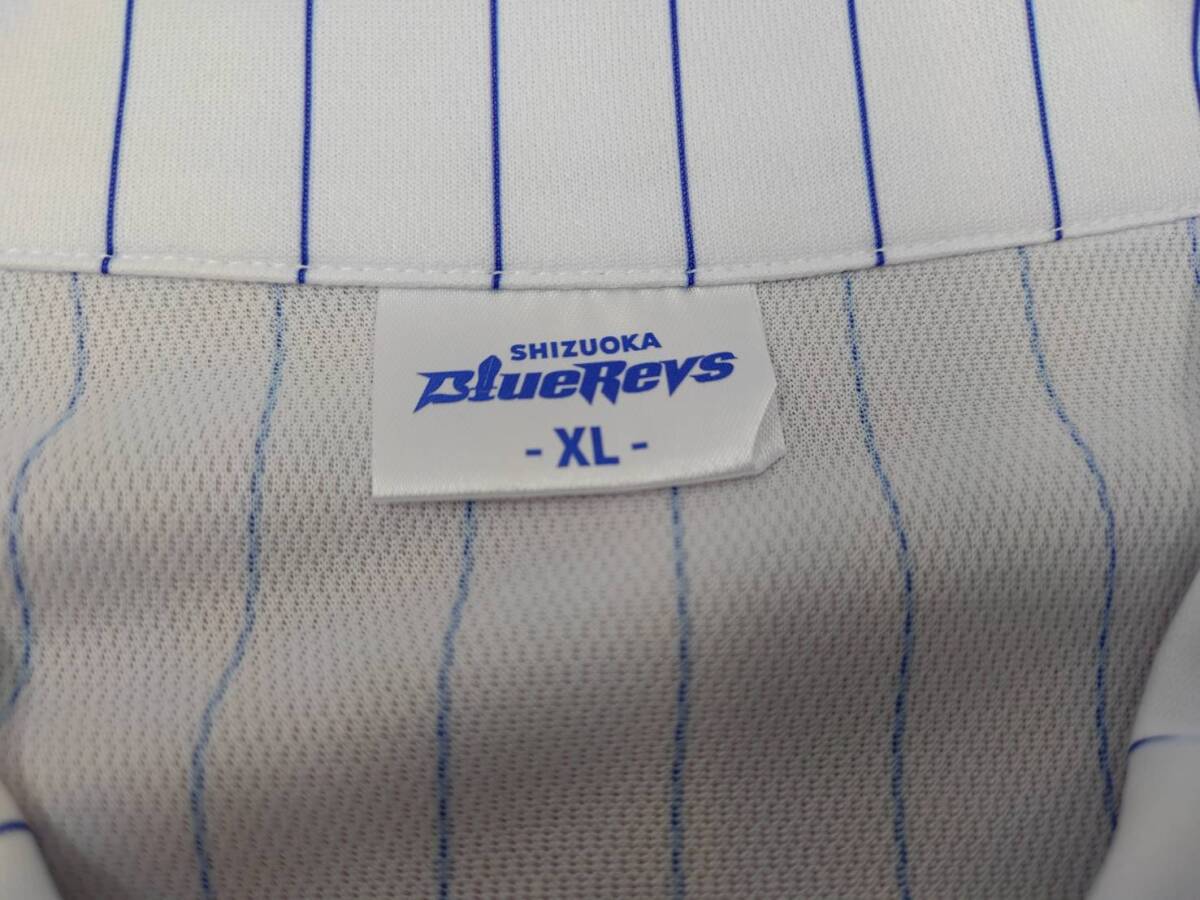 SHIZUOKA
BlueRevs
- XL -